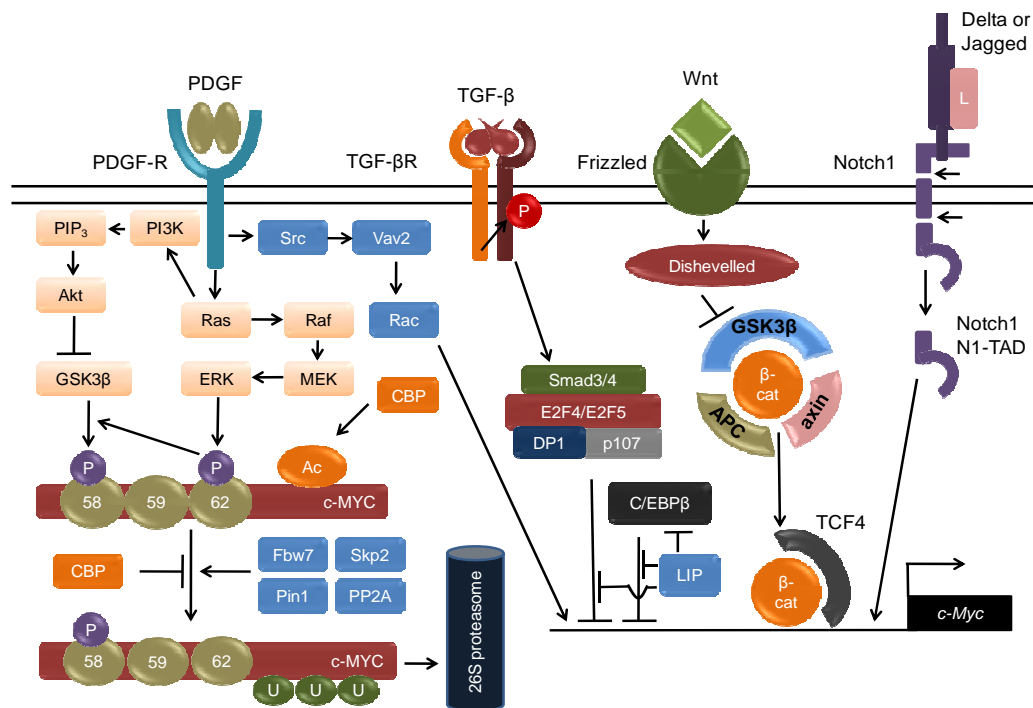 Delta or
Jagged
L
PDGF
TGF-β
Wnt
PDGF-R
TGF-βR
Frizzled
Notch1
P
PIP₃
PI3K
Src
Vav2
Dishevelled
Akt
Ras
Raf
Rac
GSK3β
Notch1
N1-TAD
GSK3β
ERK
MEK
CBP
Smad3/4
β-
cat
E2F4/E2F5
APC
axin
DP1
p107
P
P
Ac
58
59
62
c-MYC
C/EBPβ
TCF4
CBP
Fbw7
Skp2
LIP
Pin1
PP2A
β-
cat
c-Myc
P
58
59
62
c-MYC
U
U
U
26S proteasome